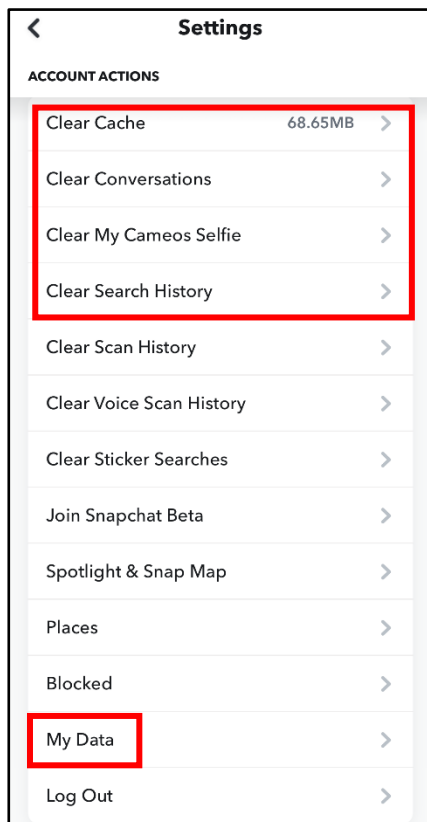 Settings
ACCOUNT ACTIONS
Clear Cache 68.65MB
Clear Conversations
Clear My Cameos Selfie
Clear Search History
Clear Scan History
Clear Voice Scan History
Clear Sticker Searches
Join Snapchat Beta
Spotlight & Snap Map
Places
Blocked
My Data
Log Out